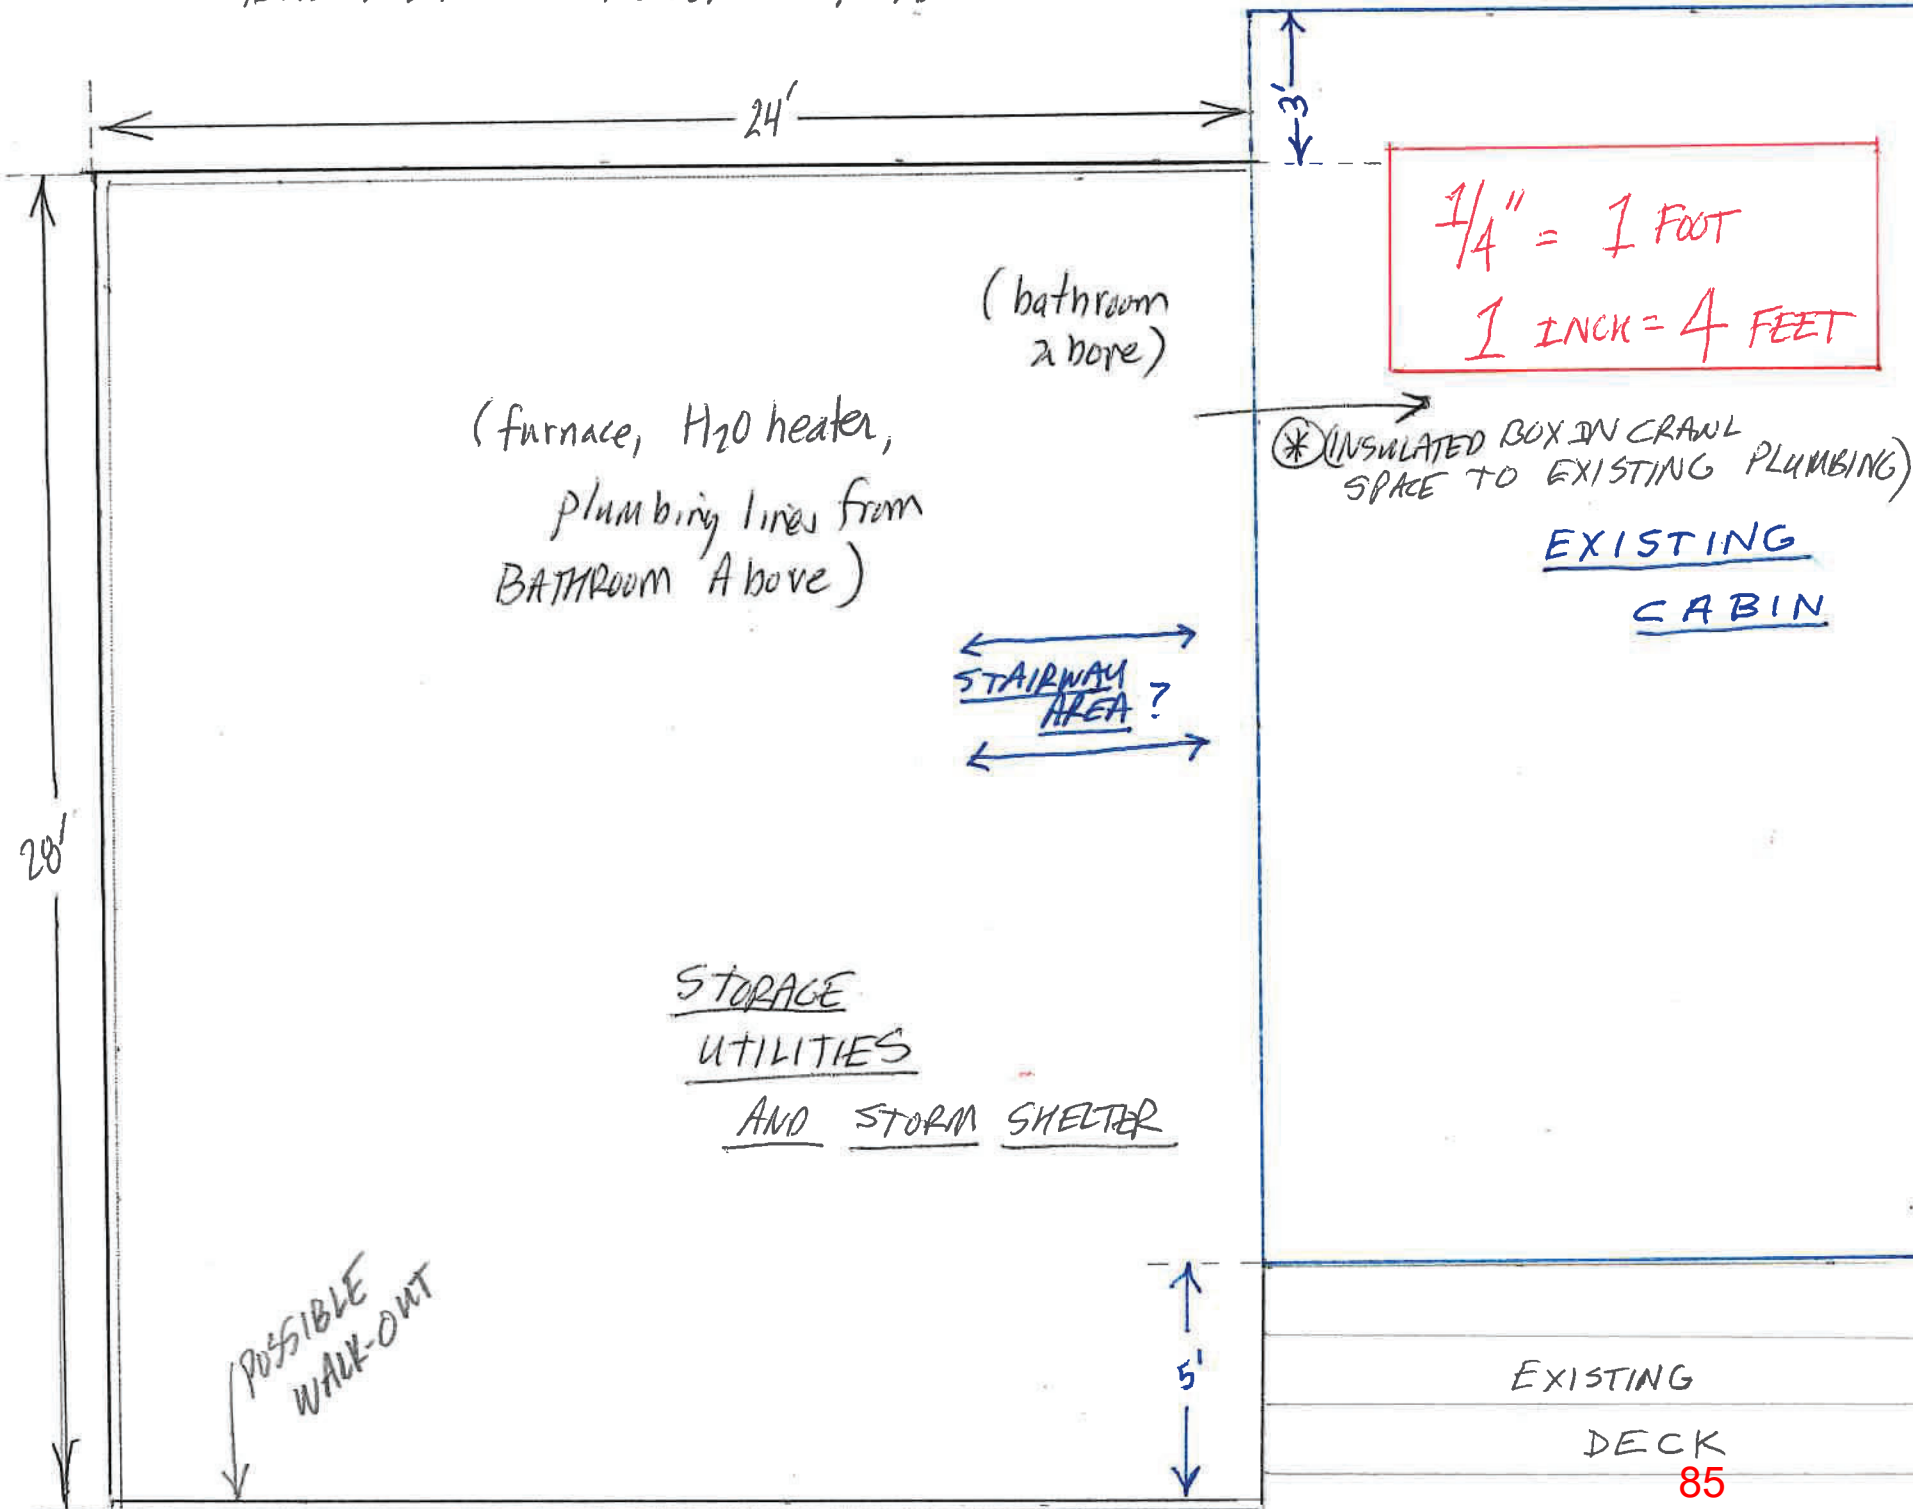 24'
3'
1/4" = 1 FOOT
1 INCH = 4 FEET
(bathroom
above)
(furnace, H2O heater,
plumbing lines from
BATHROOM Above)
* (INSULATED BOX IN CRAWL
SPACE TO EXISTING PLUMBING)
EXISTING
CABIN
STAIRWAY
AREA ?
28'
STORAGE
UTILITIES
AND STORM SHELTER
POSSIBLE
WALK-OUT
5'
EXISTING
DECK
85